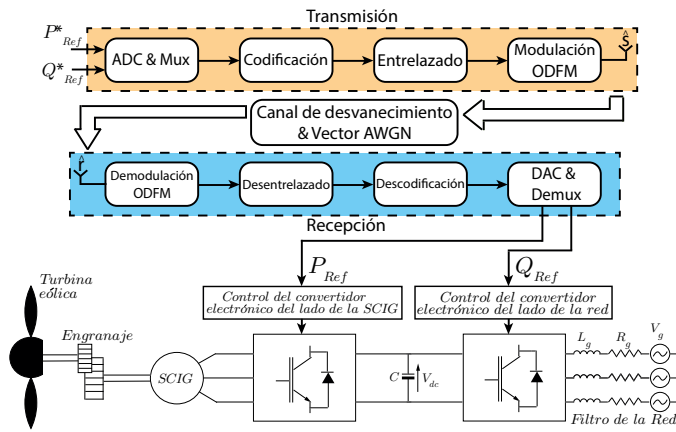 Transmisión
P*Ref
Q*Ref
ADC & Mux
Codificación
Entrelazado
Modulación
ODFM
ŝ
Canal de desvanecimiento
& Vector AWGN
r̂
Demodulación
ODFM
Desentrelazado
Descodificación
DAC &
Demux
Recepción
PRef
QRef
Control del convertidor
electrónico del lado de la SCIG
Control del convertidor
electrónico del lado de la red
Turbina
eólica
Engranaje
SCIG
C
Vdc
Lg
Rg
Vg
Filtro de la Red